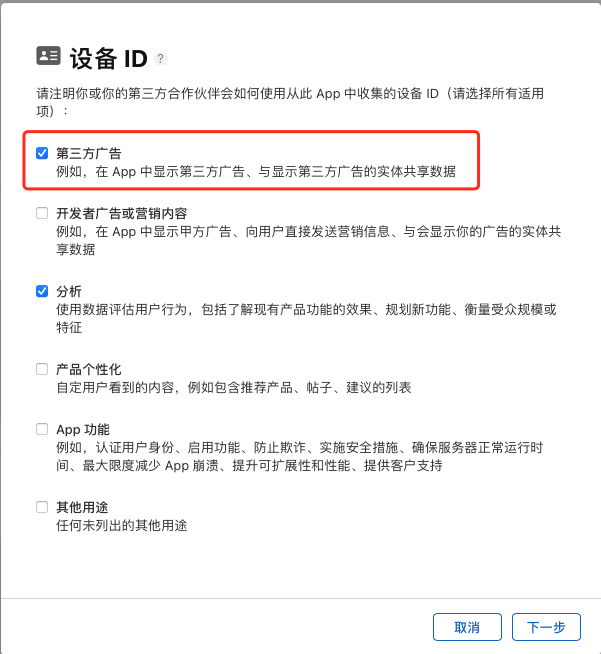 设备 ID ?
请注明你或你的第三方合作伙伴会如何使用从此 App 中收集的设备 ID（请选择所有适用
项）：
第三方广告
例如，在 App 中显示第三方广告、与显示第三方广告的实体共享数据
开发者广告或营销内容
例如，在 App 中显示甲方广告、向用户直接发送营销信息、与会显示你的广告的实体共
享数据
分析
使用数据评估用户行为，包括了解现有产品功能的效果、规划新功能、衡量受众规模或
特征
产品个性化
自定用户看到的内容，例如包含推荐产品、帖子、建议的列表
App 功能
例如，认证用户身份、启用功能、防止欺诈、实施安全措施、确保服务器正常运行时
间、最大限度减少 App 崩溃、提升可扩展性和性能、提供客户支持
其他用途
任何未列出的其他用途
取消
下一步